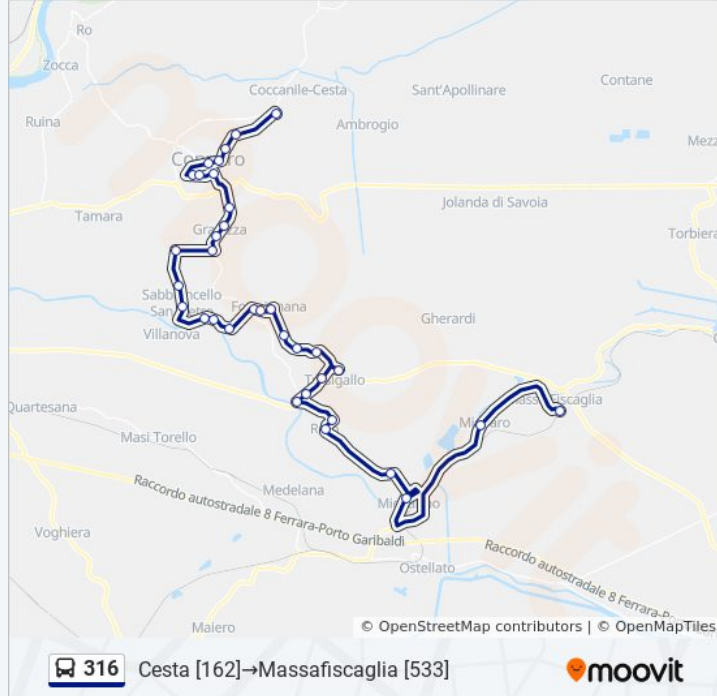 Ro
Zocca
Coccanile-Cesta
Sant'Apollinare
Contane
Ruina
Ambrogio
Mezz
Tamara
Jolanda di Savoia
Torbiera
Villanova
Gherardi
Quartesana
Masi Torello
Medelana
Raccordo autostradale 8 Ferrara-Porto Garibaldi
Voghiera
Raccordo autostradale 8 Ferrara-Po
Ostellato
Maiero
© OpenStreetMap contributors | © OpenMapTiles
316
Cesta [162]→Massafiscaglia [533]
moovit